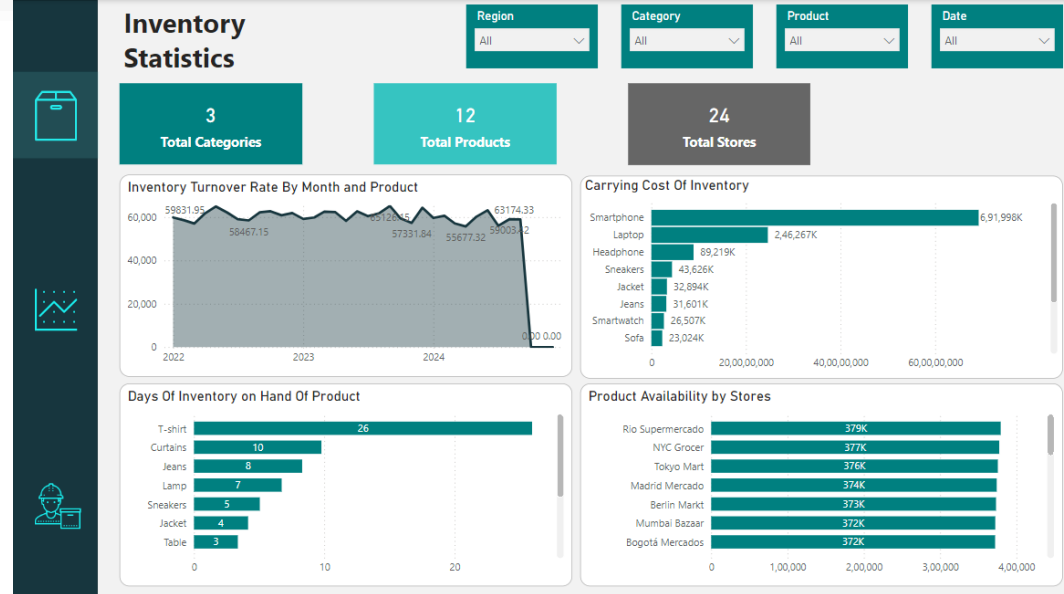 Inventory
Statistics
Region
All
Category
All
Product
All
Date
All
3
Total Categories
12
Total Products
24
Total Stores
Inventory Turnover Rate By Month and Product
60,000
40,000
20,000
0
59831.95
58467.15
65126.15
57331.84
55677.32
63174.33
59003.42
0.00 0.00
2022
2023
2024
Carrying Cost Of Inventory
Smartphone 6,91,998K
Laptop 2,46,267K
Headphone 89,219K
Sneakers 43,626K
Jacket 32,894K
Jeans 31,601K
Smartwatch 26,507K
Sofa 23,024K
0 20,00,00,000 40,00,00,000 60,00,00,000
Days Of Inventory on Hand Of Product
T-shirt 26
Curtains 10
Jeans 8
Lamp 7
Sneakers 5
Jacket 4
Table 3
0 10 20
Product Availability by Stores
Rio Supermercado 379K
NYC Grocer 377K
Tokyo Mart 376K
Madrid Mercado 374K
Berlin Markt 373K
Mumbai Bazaar 372K
Bogotá Mercados 372K
0 1,00,000 2,00,000 3,00,000 4,00,000